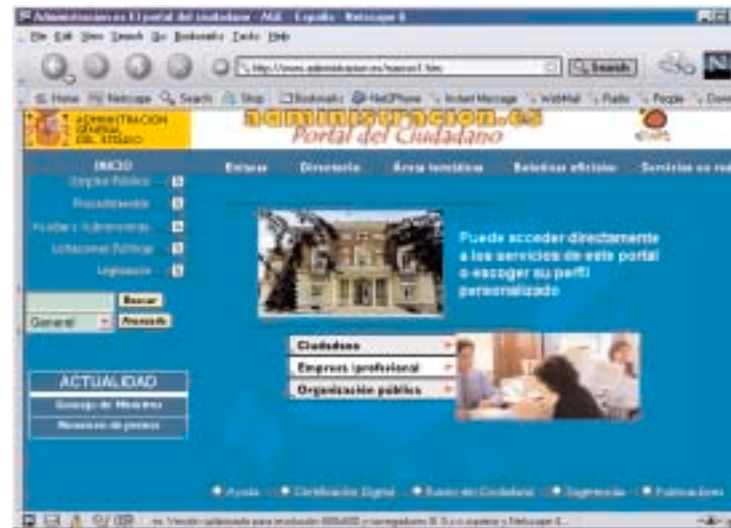 Administracion.es El portal del ciudadano - AGE - España - Netscape 6
File Edit View Search Go Bookmarks Tasks Help
Search
Home My Netscape Search Shop Bookmarks Net2Phone Instant Message WebMail Radio People
ADMINISTRACION
GENERAL
DEL ESTADO
administracion.es
Portal del Ciudadano
INICIO
Enlaces Directorio Áreas temáticas Boletines oficiales Servicios en red
Empleo Público
Procedimientos
Ayudas y Subvenciones
Licitaciones Públicas
Legislación
Puede acceder directamente
a los servicios de este portal
o escoger su perfil
personalizado
Buscar
General Avanzada
Ciudadano
Empresa /profesional
Organización pública
ACTUALIDAD
Consejo de Ministros
Resumen de prensa
Ayuda Certificación Digital Buzón del Ciudadano Sugerencias Publicaciones